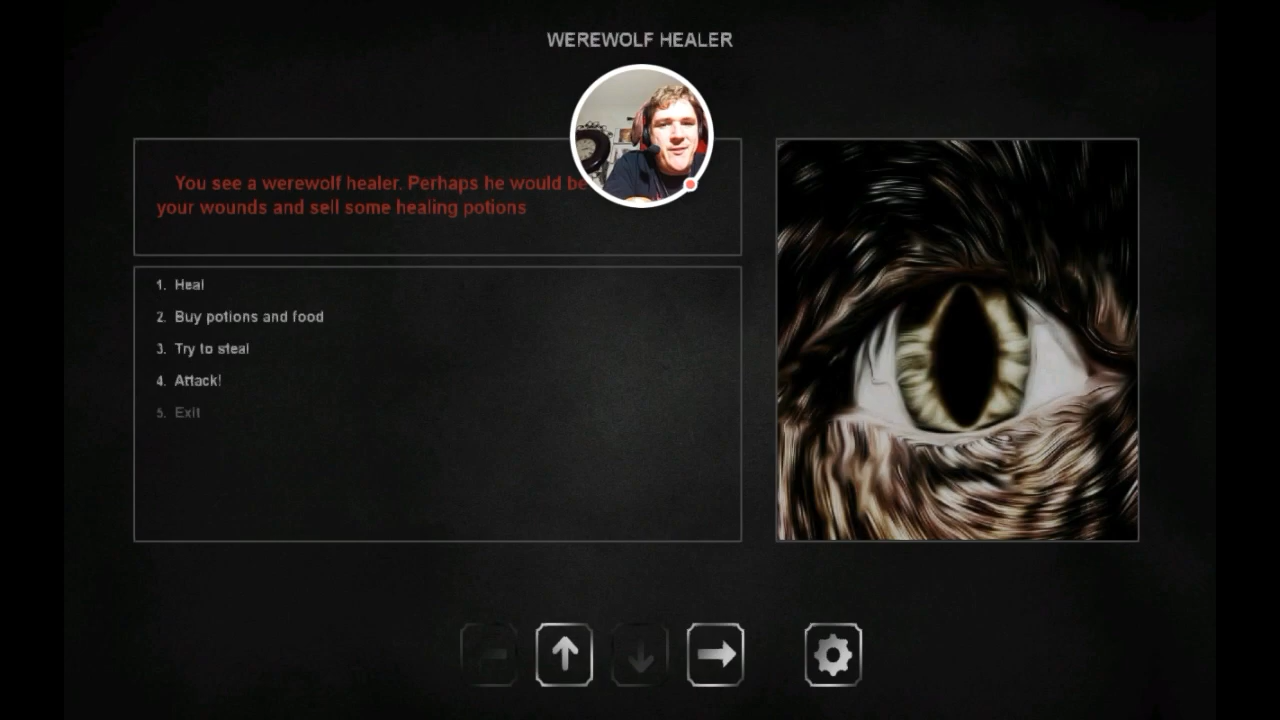 WEREWOLF HEALER
You see a werewolf healer. Perhaps he would be
your wounds and sell some healing potions
1. Heal
2. Buy potions and food
3. Try to steal
4. Attack!
5. Exit